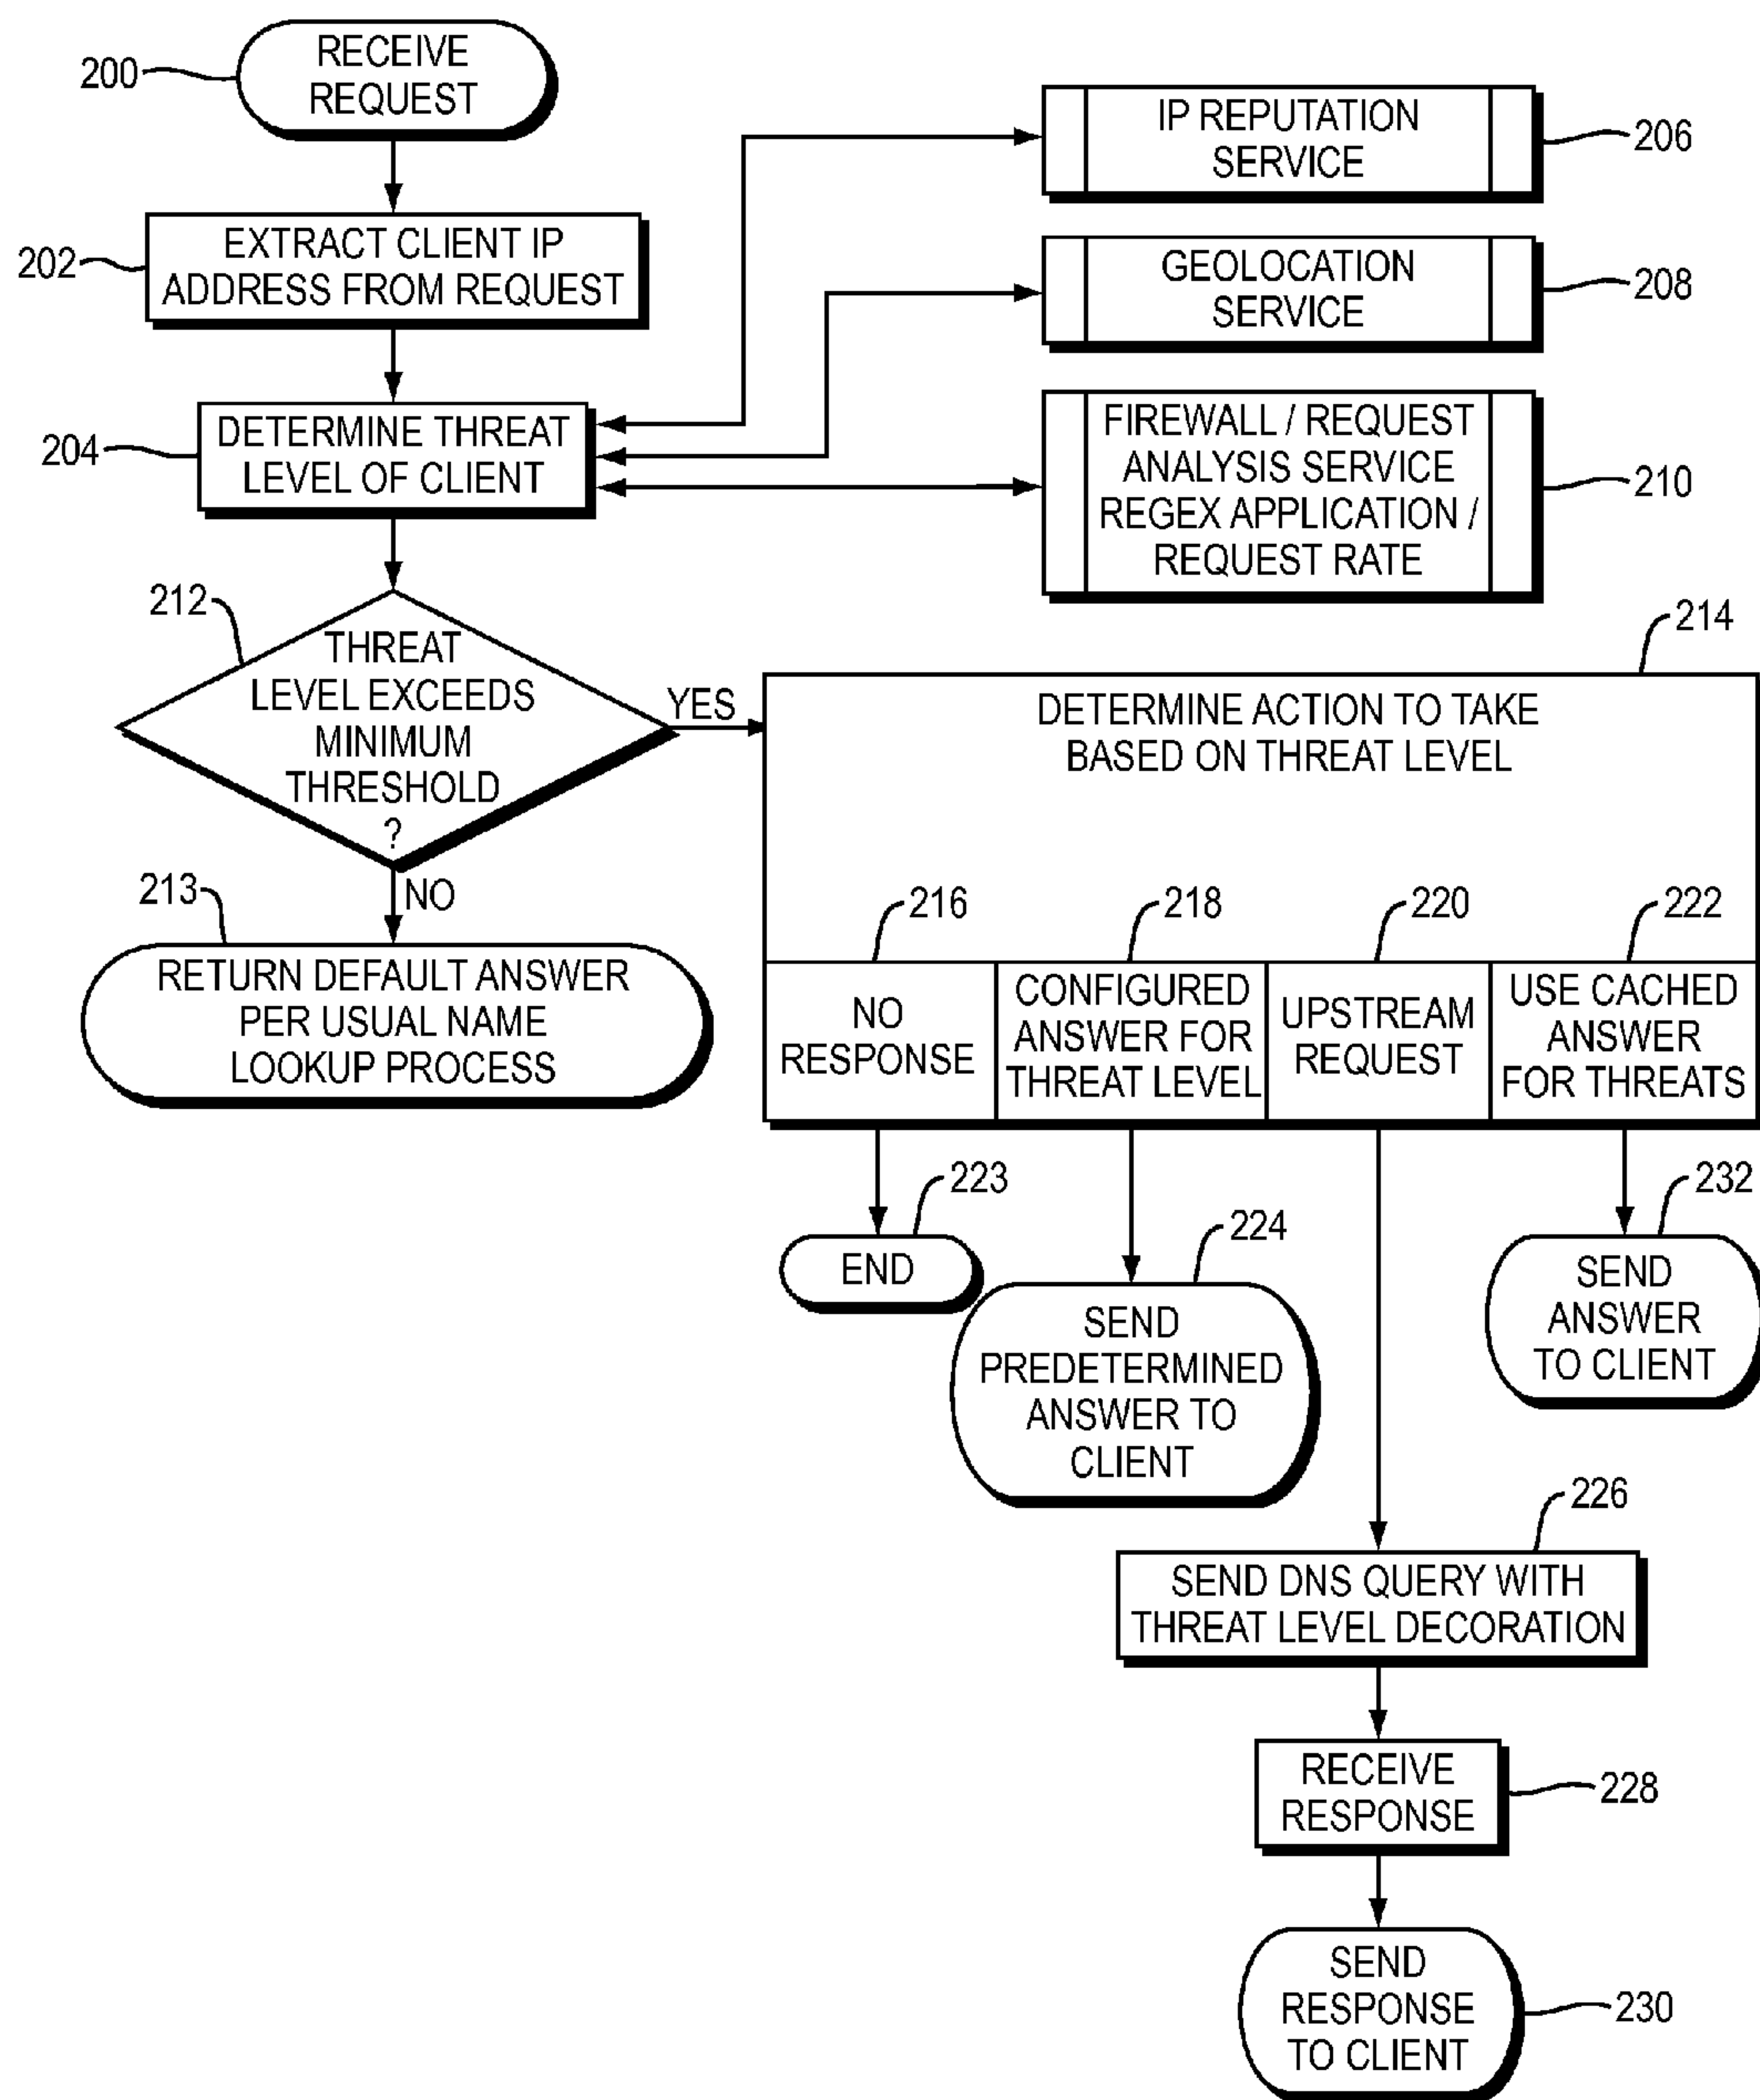 200
RECEIVE
REQUEST
202
EXTRACT CLIENT IP
ADDRESS FROM REQUEST
204
DETERMINE THREAT
LEVEL OF CLIENT
IP REPUTATION
SERVICE
206
GEOLOCATION
SERVICE
208
FIREWALL / REQUEST
ANALYSIS SERVICE
REGEX APPLICATION /
REQUEST RATE
210
212
THREAT
LEVEL EXCEEDS
MINIMUM
THRESHOLD
?
YES
NO
213
RETURN DEFAULT ANSWER
PER USUAL NAME
LOOKUP PROCESS
214
DETERMINE ACTION TO TAKE
BASED ON THREAT LEVEL
216
NO
RESPONSE
218
CONFIGURED
ANSWER FOR
THREAT LEVEL
220
UPSTREAM
REQUEST
222
USE CACHED
ANSWER
FOR THREATS
223
END
224
SEND
PREDETERMINED
ANSWER TO
CLIENT
232
SEND
ANSWER
TO CLIENT
226
SEND DNS QUERY WITH
THREAT LEVEL DECORATION
RECEIVE
RESPONSE
228
SEND
RESPONSE
TO CLIENT
230